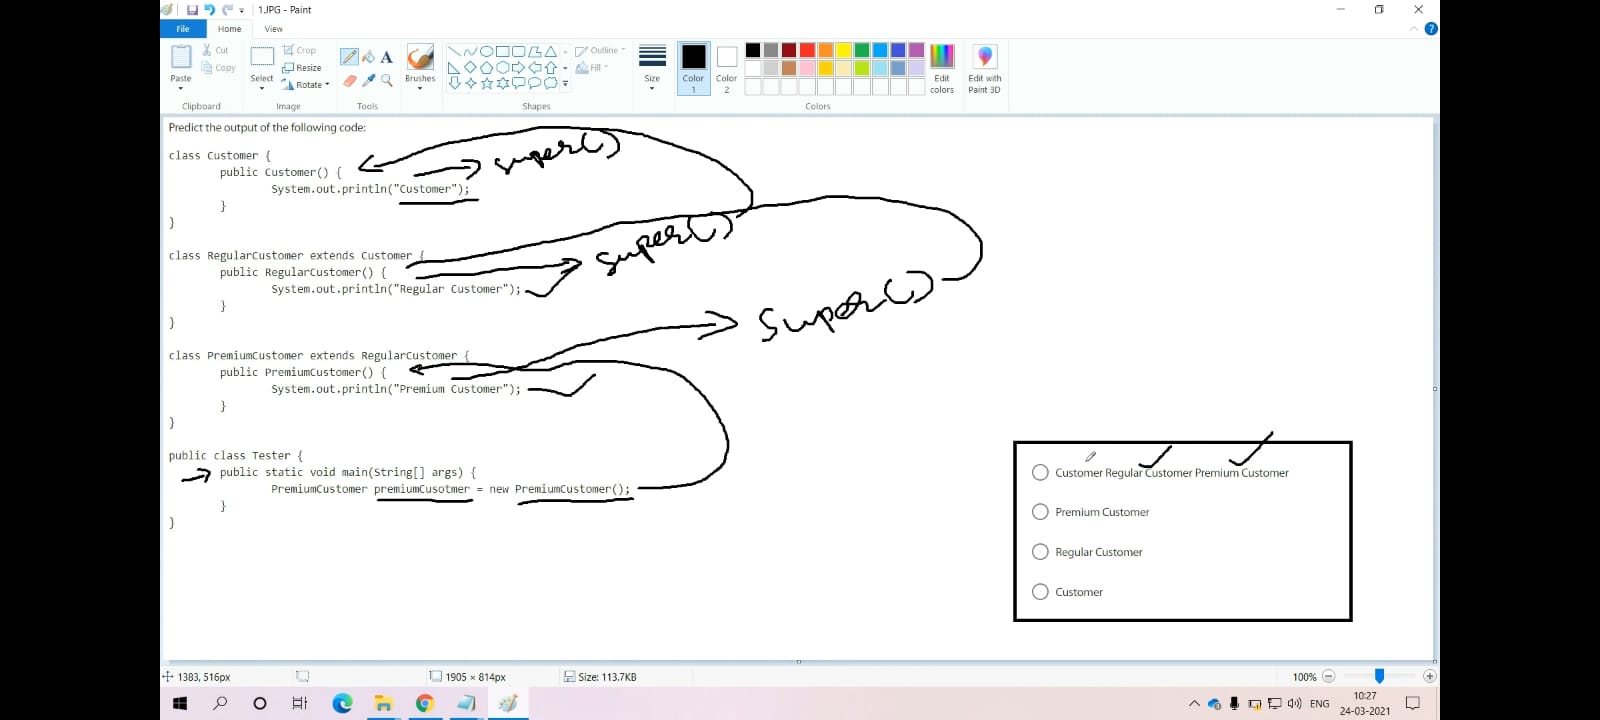 1.JPG - Paint
File Home View
Paste
Cut
Copy
Clipboard
Select
Crop
Resize
Rotate
Image
A
Tools
Brushes
Outline
Fill
Shapes
Size
Color 1
Color 2
Colors
Edit colors
Edit with Paint 3D
Predict the output of the following code:
class Customer {
public Customer() {
System.out.println("Customer");
}
}
super()
class RegularCustomer extends Customer {
public RegularCustomer() {
System.out.println("Regular Customer");
}
}
super()
class PremiumCustomer extends RegularCustomer {
public PremiumCustomer() {
System.out.println("Premium Customer");
}
}
super()
public class Tester {
public static void main(String[] args) {
PremiumCustomer premiumCusotmer = new PremiumCustomer();
}
}
Customer Regular Customer Premium Customer
Premium Customer
Regular Customer
Customer
1383, 516px
1905 × 814px
Size: 113.7KB
100%
ENG
10:27
24-03-2021